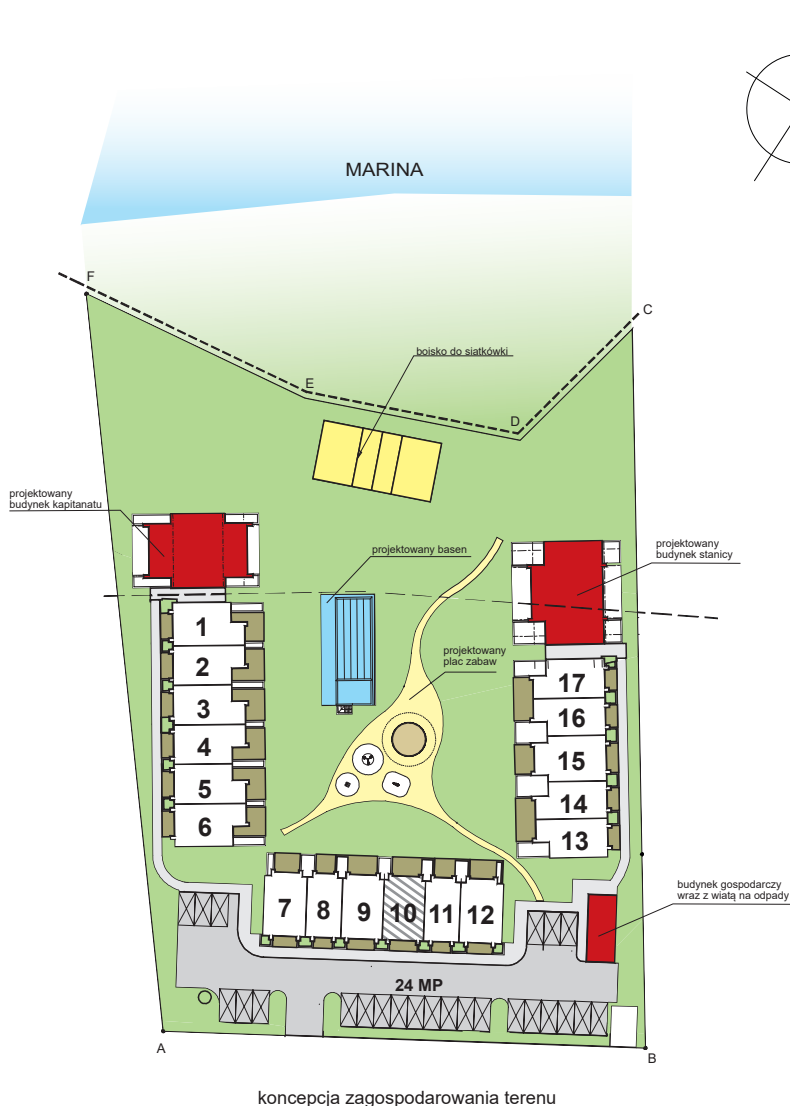 MARINA
F
C
boisko do siatkówki
E
D
projektowany
budynek kapitanatu
projektowany basen
projektowany
budynek stanicy
projektowany
plac zabaw
1
2
3
4
5
6
17
16
15
14
13
7
8
9
10
11
12
budynek gospodarczy
wraz z wiatą na odpady
24 MP
A
B
koncepcja zagospodarowania terenu